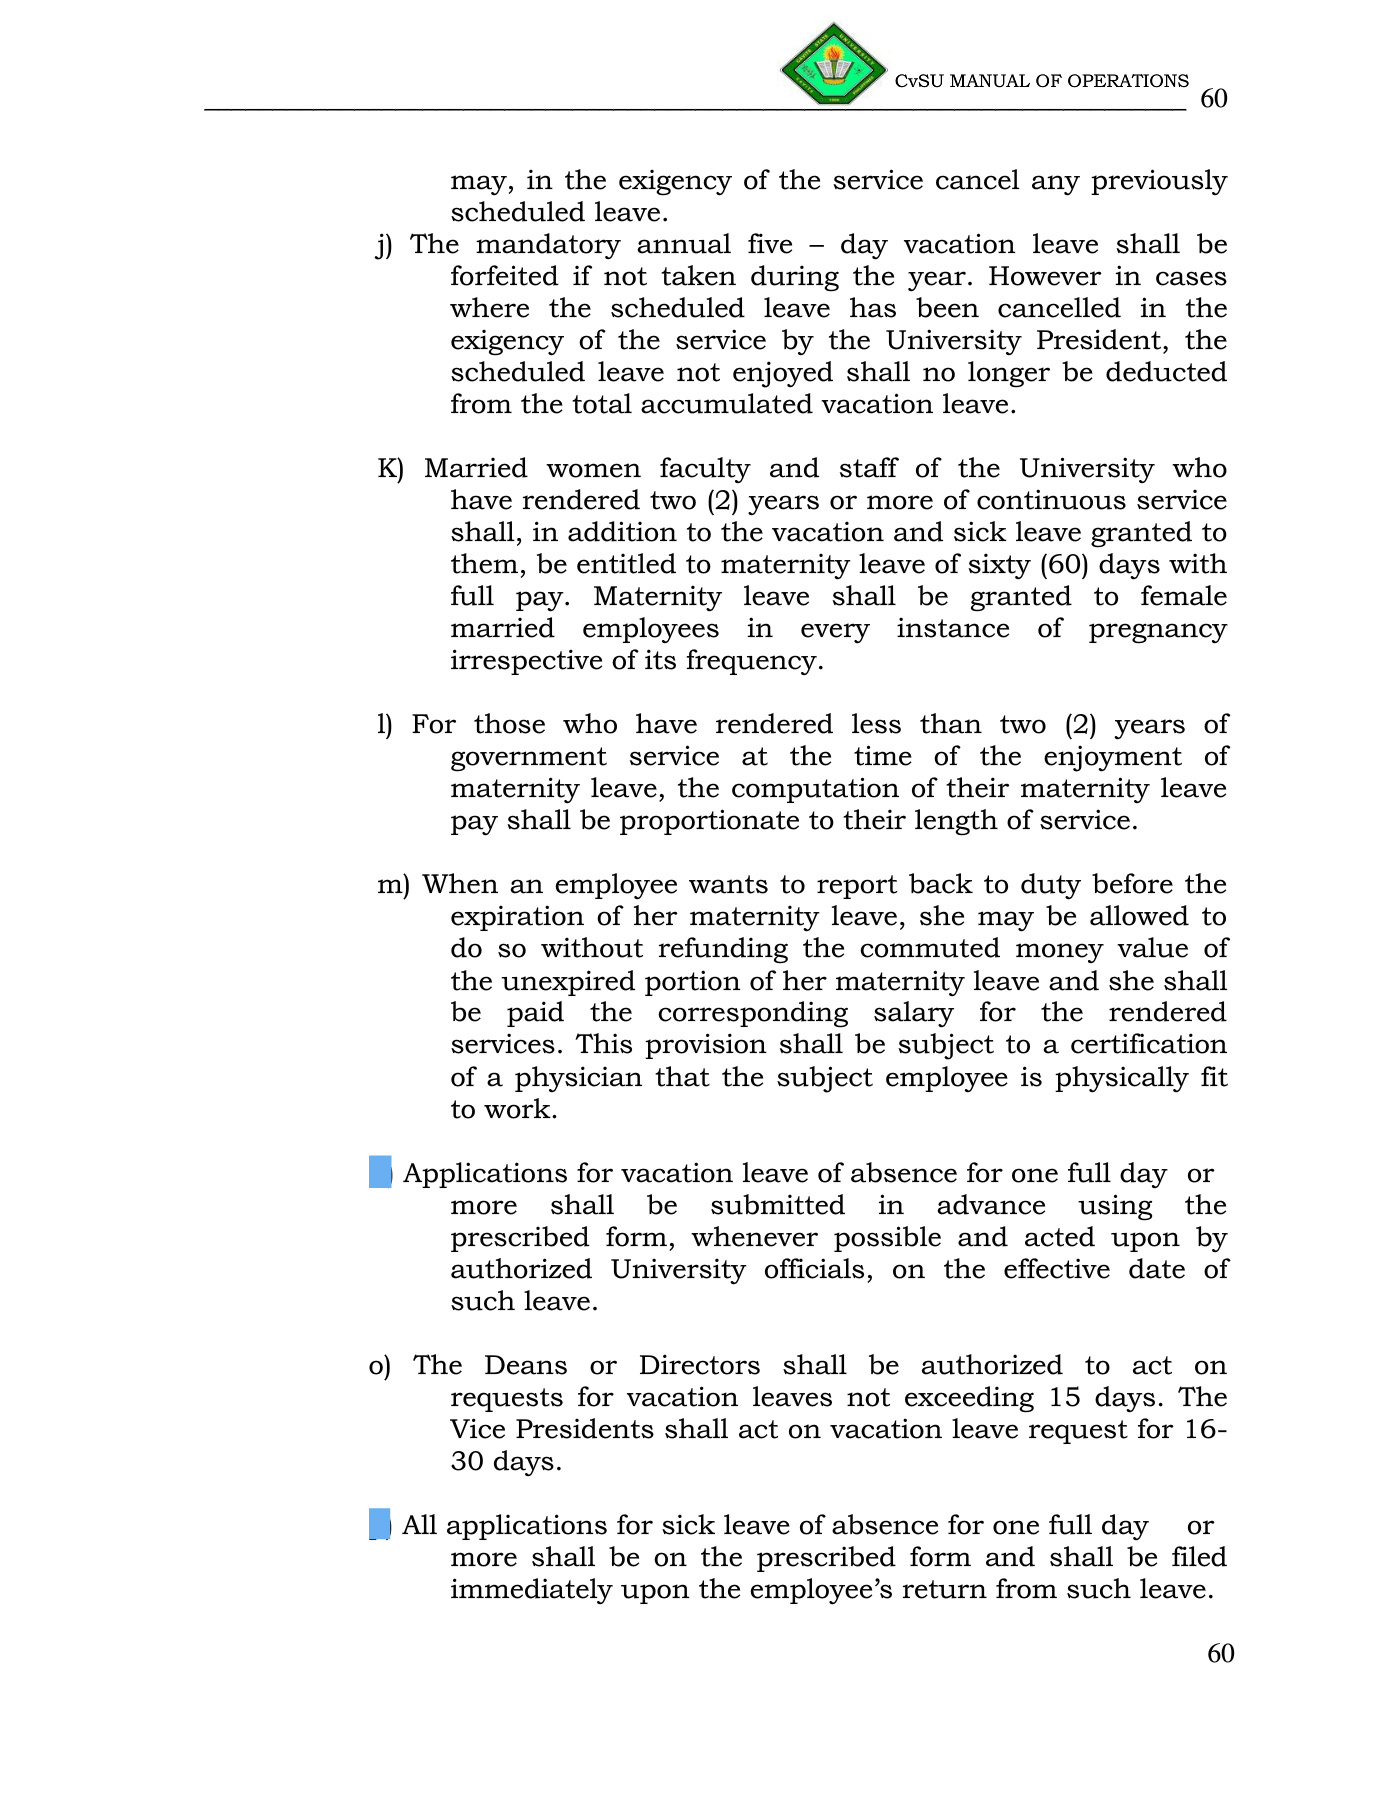 CvSU MANUAL OF OPERATIONS 60
may, in the exigency of the service cancel any previously
scheduled leave.
j) The mandatory annual five – day vacation leave shall be
forfeited if not taken during the year. However in cases
where the scheduled leave has been cancelled in the
exigency of the service by the University President, the
scheduled leave not enjoyed shall no longer be deducted
from the total accumulated vacation leave.
K) Married women faculty and staff of the University who
have rendered two (2) years or more of continuous service
shall, in addition to the vacation and sick leave granted to
them, be entitled to maternity leave of sixty (60) days with
full pay. Maternity leave shall be granted to female
married employees in every instance of pregnancy
irrespective of its frequency.
l) For those who have rendered less than two (2) years of
government service at the time of the enjoyment of
maternity leave, the computation of their maternity leave
pay shall be proportionate to their length of service.
m) When an employee wants to report back to duty before the
expiration of her maternity leave, she may be allowed to
do so without refunding the commuted money value of
the unexpired portion of her maternity leave and she shall
be paid the corresponding salary for the rendered
services. This provision shall be subject to a certification
of a physician that the subject employee is physically fit
to work.
) Applications for vacation leave of absence for one full day or
more shall be submitted in advance using the
prescribed form, whenever possible and acted upon by
authorized University officials, on the effective date of
such leave.
o) The Deans or Directors shall be authorized to act on
requests for vacation leaves not exceeding 15 days. The
Vice Presidents shall act on vacation leave request for 16-
30 days.
) All applications for sick leave of absence for one full day or
more shall be on the prescribed form and shall be filed
immediately upon the employee’s return from such leave.
60